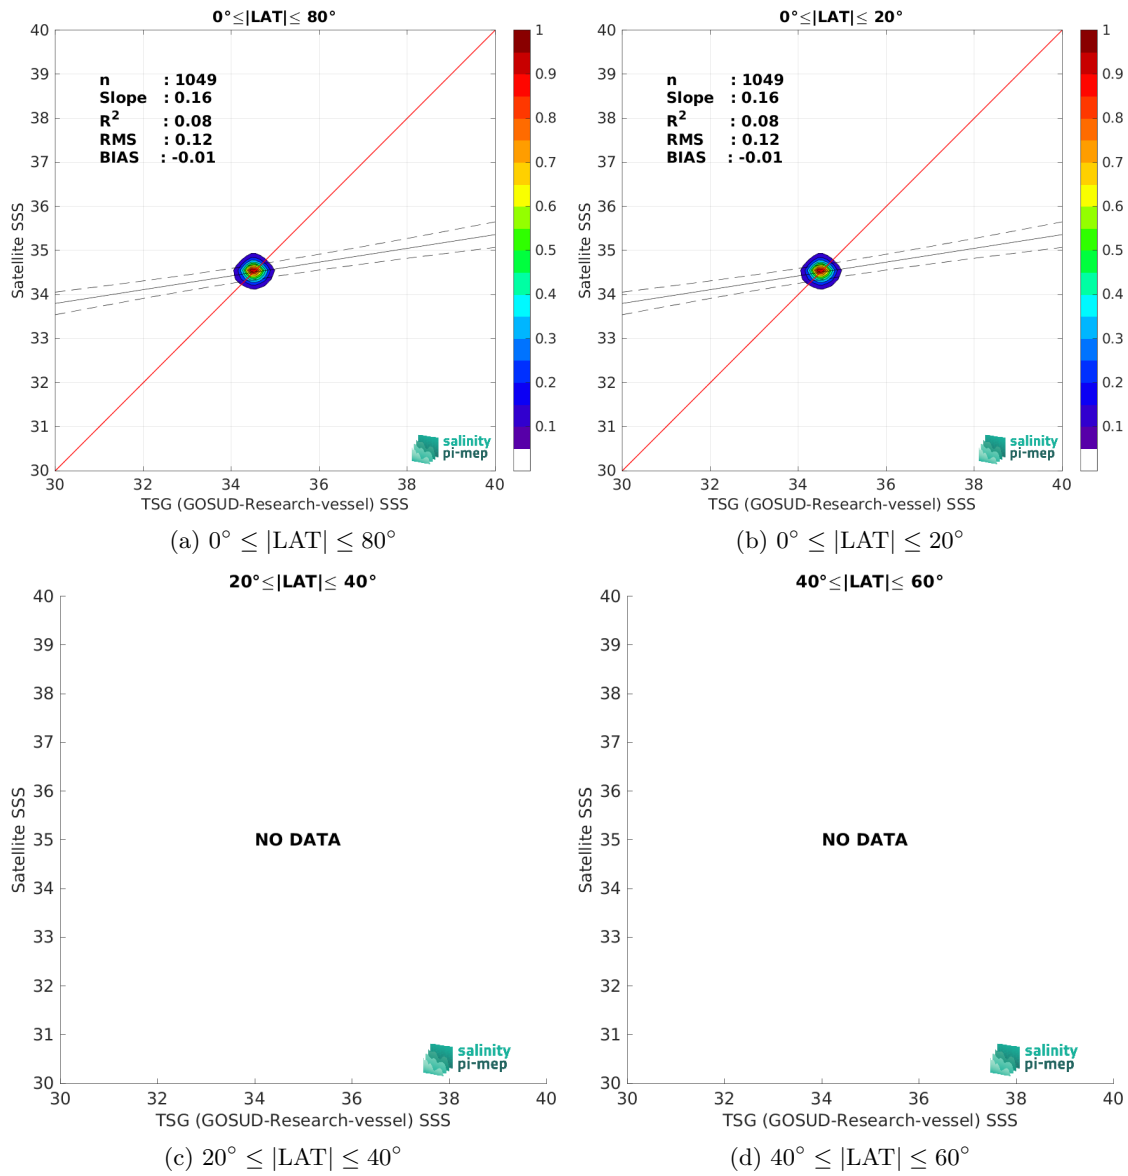 0°≤|LAT|≤ 80°
40
39
38
37
36
35
34
33
32
31
30
Satellite SSS
n : 1049
Slope : 0.16
R² : 0.08
RMS : 0.12
BIAS : -0.01
1
0.9
0.8
0.7
0.6
0.5
0.4
0.3
0.2
0.1
salinity
pi-mep
30 32 34 36 38 40
TSG (GOSUD-Research-vessel) SSS
(a) 0° ≤ |LAT| ≤ 80°
0°≤|LAT|≤ 20°
40
39
38
37
36
35
34
33
32
31
30
Satellite SSS
n : 1049
Slope : 0.16
R² : 0.08
RMS : 0.12
BIAS : -0.01
1
0.9
0.8
0.7
0.6
0.5
0.4
0.3
0.2
0.1
salinity
pi-mep
30 32 34 36 38 40
TSG (GOSUD-Research-vessel) SSS
(b) 0° ≤ |LAT| ≤ 20°
20°≤|LAT|≤ 40°
40
39
38
37
36
35
34
33
32
31
30
Satellite SSS
NO DATA
salinity
pi-mep
30 32 34 36 38 40
TSG (GOSUD-Research-vessel) SSS
(c) 20° ≤ |LAT| ≤ 40°
40°≤|LAT|≤ 60°
40
39
38
37
36
35
34
33
32
31
30
Satellite SSS
NO DATA
salinity
pi-mep
30 32 34 36 38 40
TSG (GOSUD-Research-vessel) SSS
(d) 40° ≤ |LAT| ≤ 60°